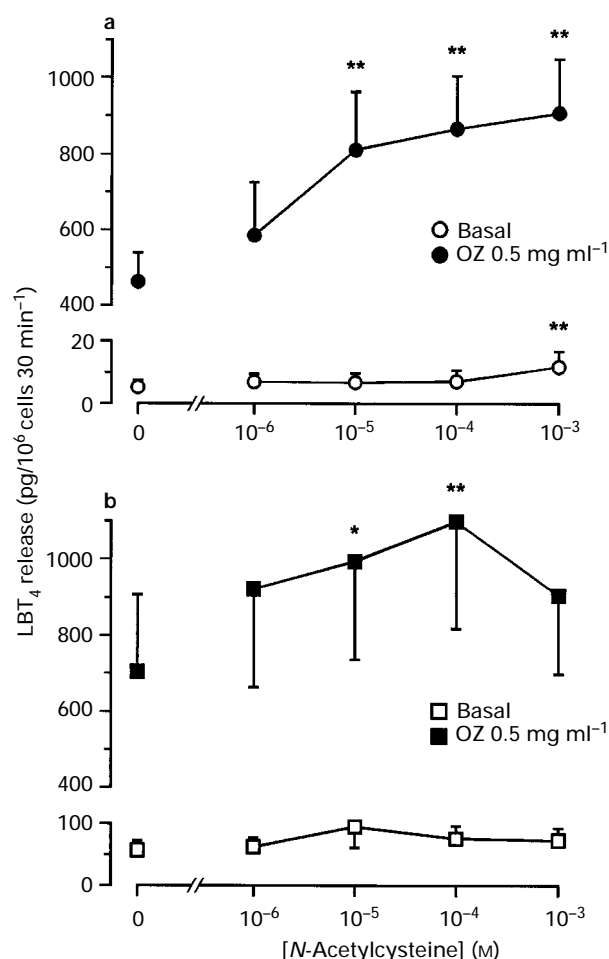 a
** ** **
1000
800
600
400
Basal
OZ 0.5 mg ml⁻¹
**
20
10
0
0 10⁻⁶ 10⁻⁵ 10⁻⁴ 10⁻³
LBT₄ release (pg/10⁶ cells 30 min⁻¹)
b
* **
1000
800
600
400
Basal
OZ 0.5 mg ml⁻¹
100
50
0
0 10⁻⁶ 10⁻⁵ 10⁻⁴ 10⁻³
[N-Acetylcysteine] (M)